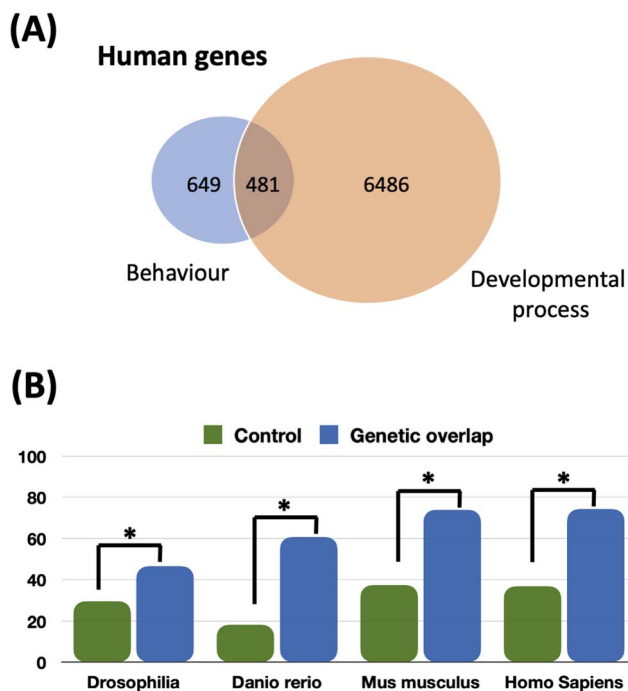 (A)
Human genes
649 481 6486
Behaviour
Developmental
process
(B)
Control Genetic overlap
100
* *
80
* 
60
*
40
20
0
Drosophilia Danio rerio Mus musculus Homo Sapiens